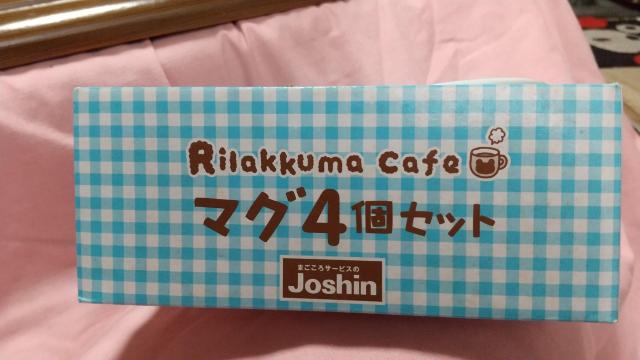 Rilakkuma Cafe
マグ4個セット
まごころサービスの
Joshin